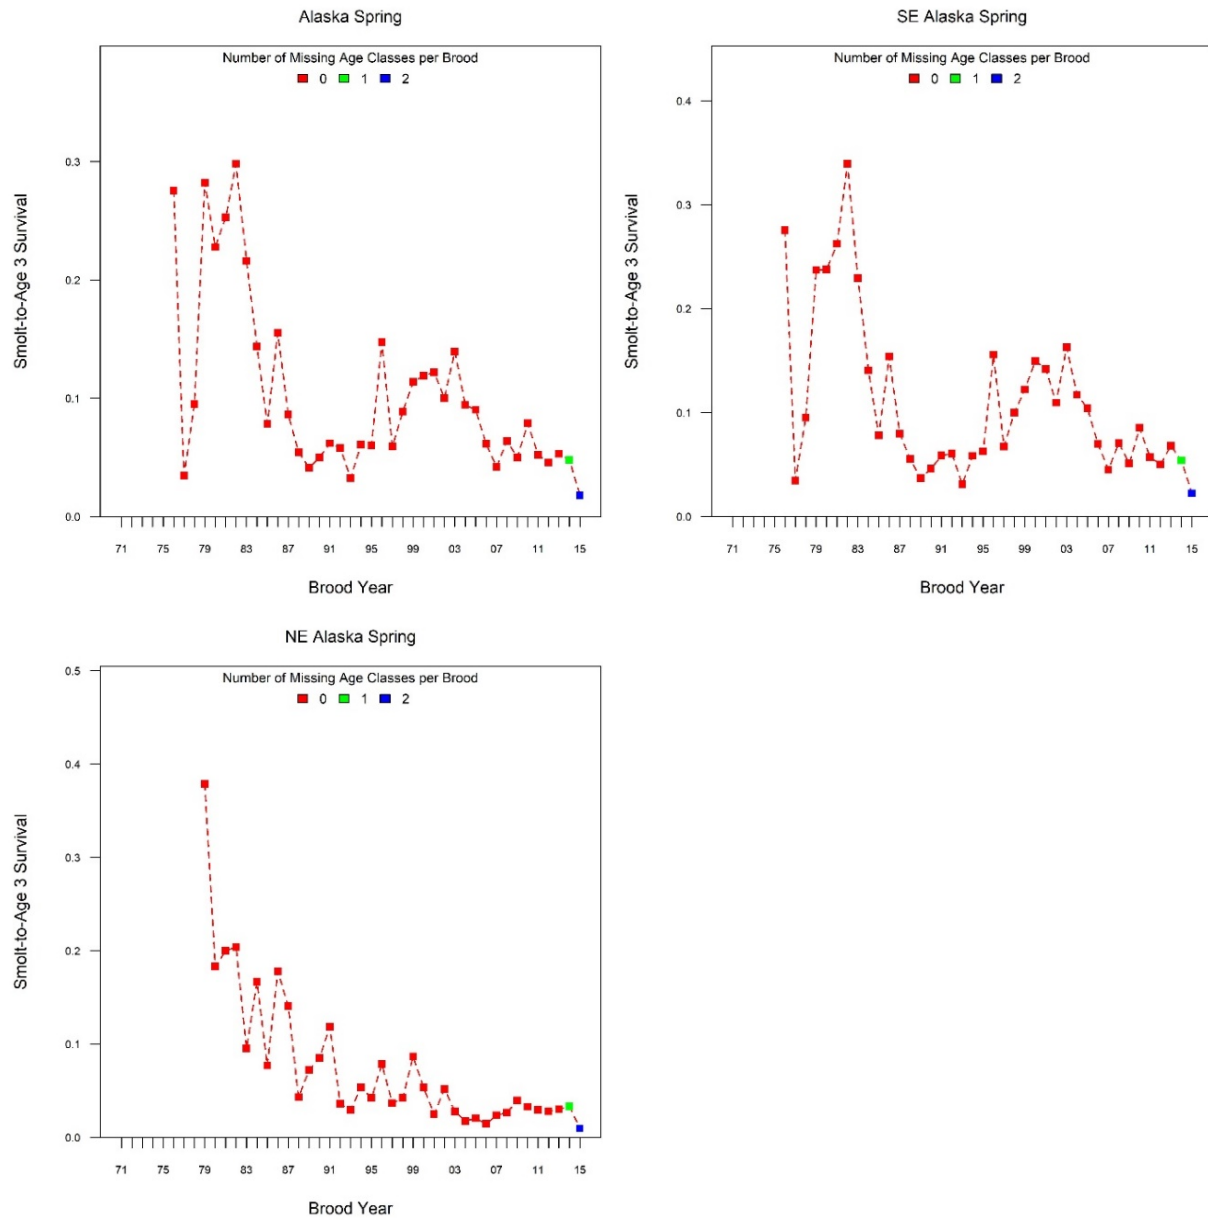 Alaska Spring
Number of Missing Age Classes per Brood
0 1 2
Smolt-to-Age 3 Survival
0.3
0.2
0.1
0.0
71 75 79 83 87 91 95 99 03 07 11 15
Brood Year
SE Alaska Spring
Number of Missing Age Classes per Brood
0 1 2
Smolt-to-Age 3 Survival
0.4
0.3
0.2
0.1
0.0
71 75 79 83 87 91 95 99 03 07 11 15
Brood Year
NE Alaska Spring
Number of Missing Age Classes per Brood
0 1 2
Smolt-to-Age 3 Survival
0.5
0.4
0.3
0.2
0.1
0.0
71 75 79 83 87 91 95 99 03 07 11 15
Brood Year